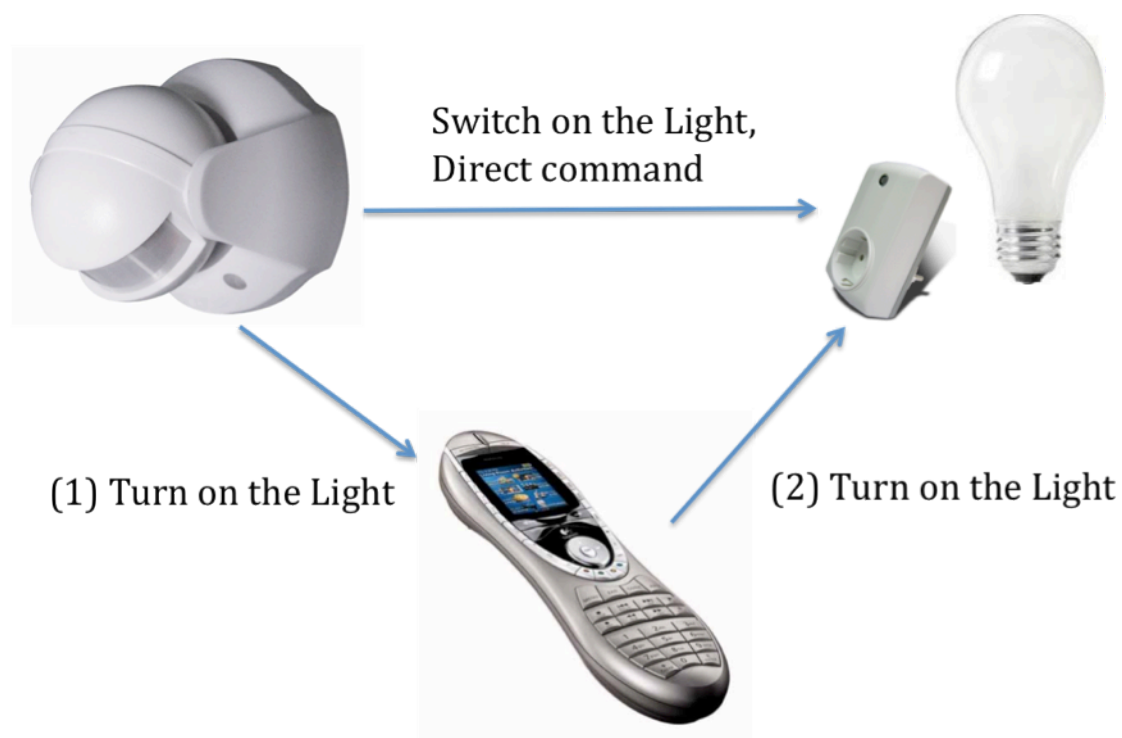 Switch on the Light,
Direct command
(1) Turn on the Light
(2) Turn on the Light